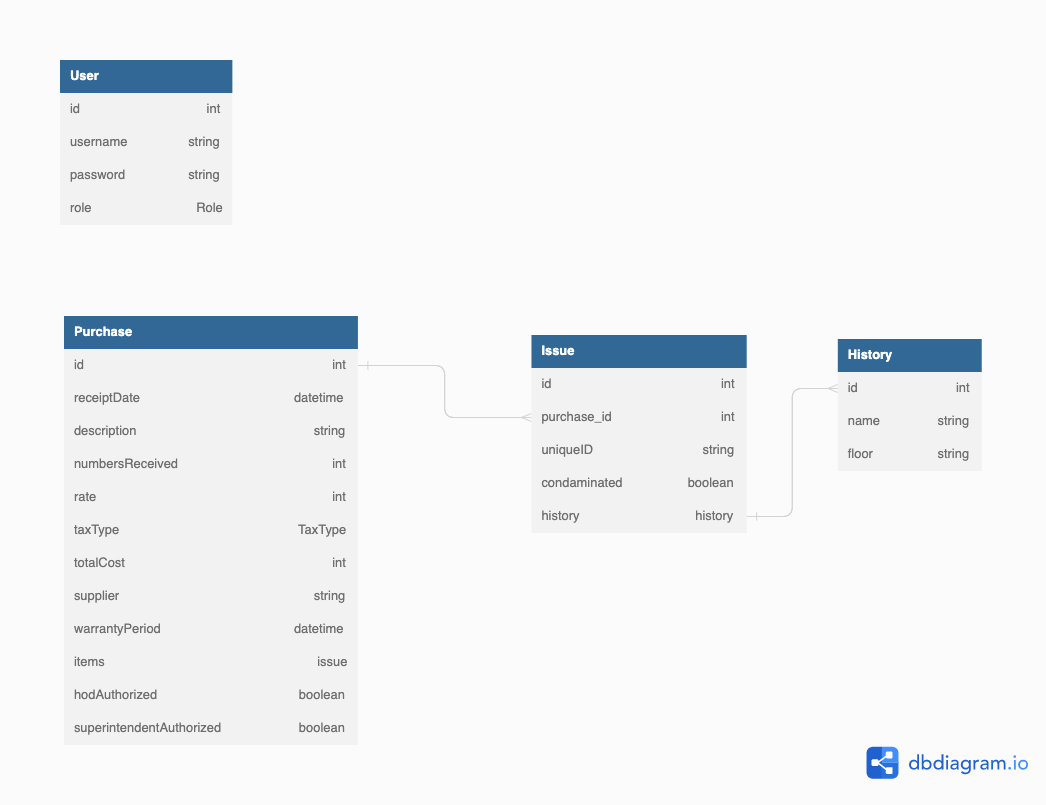 User
id int
username string
password string
role Role
Purchase
id int
receiptDate datetime
description string
numbersReceived int
rate int
taxType TaxType
totalCost int
supplier string
warrantyPeriod datetime
items issue
hodAuthorized boolean
superintendentAuthorized boolean
Issue
id int
purchase_id int
uniqueID string
condaminated boolean
history history
History
id int
name string
floor string
dbdiagram.io